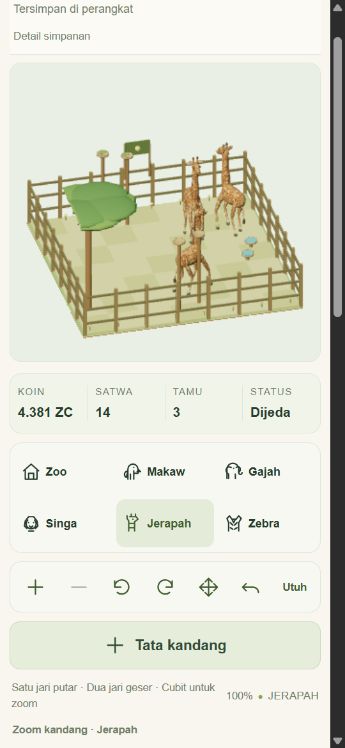 Tersimpan di perangkat
Detail simpanan
KOIN SATWA TAMU STATUS
4.381 ZC 14 3 Dijeda
Zoo Makaw Gajah
Singa Jerapah Zebra
Utuh
Tata kandang
Satu jari putar · Dua jari geser · Cubit untuk
zoom
100% • JERAPAH
Zoom kandang · Jerapah